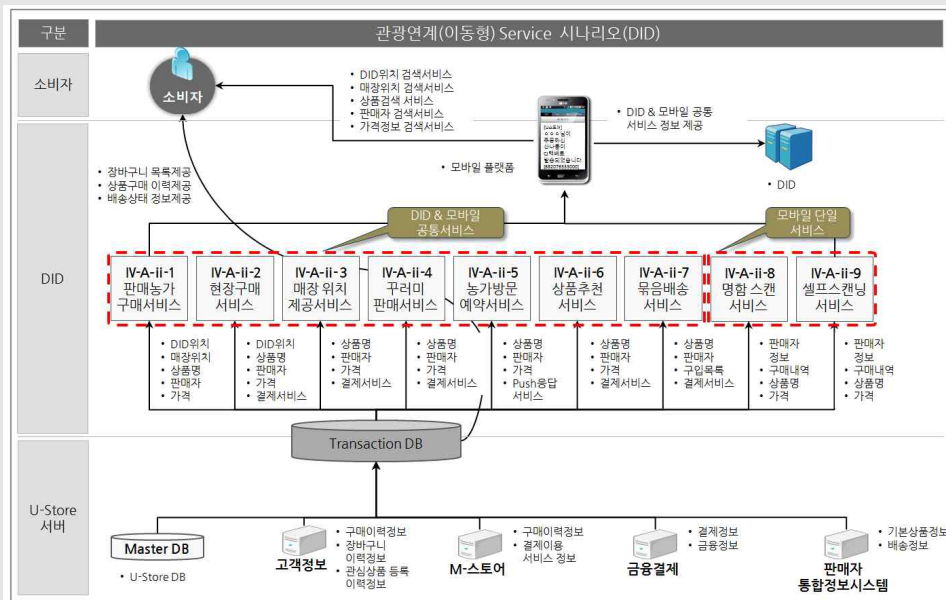 구분
관광연계(이동형) Service 시나리오(DID)
소비자
소비자
• DID위치 검색서비스
• 매장위치 검색서비스
• 상품검색 서비스
• 판매자 검색서비스
• 가격정보 검색서비스
• 모바일 플랫폼
• DID & 모바일 공통
서비스 정보 제공
• DID
DID
• 장바구니 목록제공
• 상품구매 이력제공
• 배송상태 정보제공
DID & 모바일
공통서비스
모바일 단일
서비스
IV-A-ii-1
판매농가
구매서비스
IV-A-ii-2
현장구매
서비스
IV-A-ii-3
매장 위치
제공서비스
IV-A-ii-4
꾸러미
판매서비스
IV-A-ii-5
농가방문
예약서비스
IV-A-ii-6
상품추천
서비스
IV-A-ii-7
묶음배송
서비스
IV-A-ii-8
명함 스캔
서비스
IV-A-ii-9
셀프스캐닝
서비스
• DID위치
• 매장위치
• 상품명
• 판매자
• 가격
• DID위치
• 상품명
• 판매자
• 가격
• 결제서비스
• 상품명
• 판매자
• 가격
• 결제서비스
• 상품명
• 판매자
• 가격
• 결제서비스
• 상품명
• 판매자
• 가격
• Push응답
서비스
• 상품명
• 판매자
• 가격
• 결제서비스
• 상품명
• 판매자
• 구입목록
• 결제서비스
• 판매자
정보
• 구매내역
• 상품명
• 가격
• 판매자
정보
• 구매내역
• 상품명
• 가격
Transaction DB
U-Store
서버
Master DB
• U-Store DB
고객정보
• 구매이력정보
• 장바구니
이력정보
• 관심상품 등록
이력정보
M-스토어
• 구매이력정보
• 결제이용
서비스 정보
금융결제
• 결제정보
• 금융정보
판매자
통합정보시스템
• 기본상품정보
• 배송정보